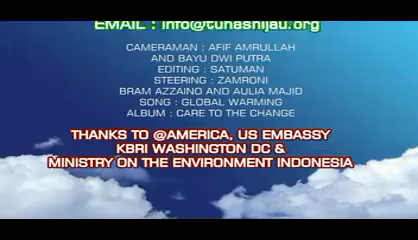 EMAIL : info@tunashijau.org
CAMERAMAN : AFIF AMRULLAH
AND BAYU DWI PUTRA
EDITING : SATUMAN
STEERING : ZAMRONI
BRAM AZZAINO AND AULIA MAJID
SONG : GLOBAL WARMING
ALBUM : CARE TO THE CHANGE
THANKS TO @AMERICA, US EMBASSY
KBRI WASHINGTON DC &
MINISTRY ON THE ENVIRONMENT INDONESIA